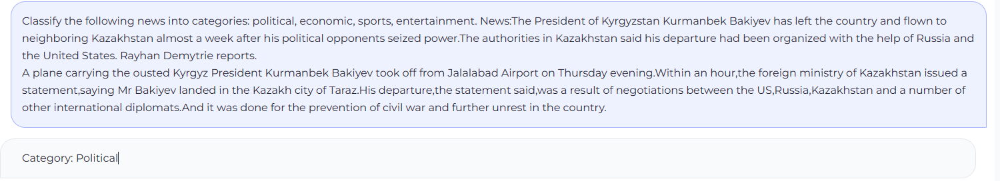 Classify the following news into categories: political, economic, sports, entertainment. News:The President of Kyrgyzstan Kurmanbek Bakiyev has left the country and flown to
neighboring Kazakhstan almost a week after his political opponents seized power.The authorities in Kazakhstan said his departure had been organized with the help of Russia and
the United States. Rayhan Demytrie reports.
A plane carrying the ousted Kyrgyz President Kurmanbek Bakiyev took off from Jalalabad Airport on Thursday evening.Within an hour,the foreign ministry of Kazakhstan issued a
statement,saying Mr Bakiyev landed in the Kazakh city of Taraz.His departure,the statement said,was a result of negotiations between the US,Russia,Kazakhstan and a number of
other international diplomats.And it was done for the prevention of civil war and further unrest in the country.
Category: Political